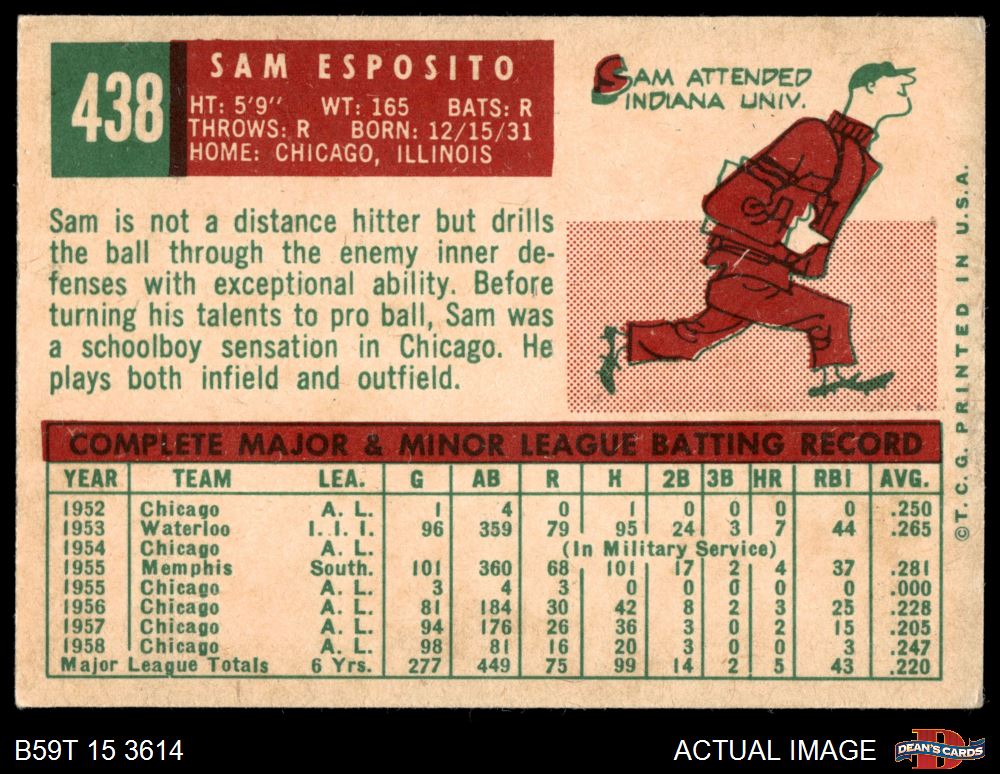 438
SAM ESPOSITO
HT: 5'9" WT: 165 BATS: R
THROWS: R BORN: 12/15/31
HOME: CHICAGO, ILLINOIS
SAM ATTENDED
INDIANA UNIV.
Sam is not a distance hitter but drills
the ball through the enemy inner de-
fenses with exceptional ability. Before
turning his talents to pro ball, Sam was
a schoolboy sensation in Chicago. He
plays both infield and outfield.
COMPLETE MAJOR & MINOR LEAGUE BATTING RECORD
YEAR TEAM LEA. G AB R H 2B 3B HR RBI AVG.
1952 Chicago A. L. 1 4 0 1 0 0 0 0 .250
1953 Waterloo I. I. I. 96 359 79 95 24 3 7 44 .265
1954 Chicago A. L. (In Military Service)
1955 Memphis South. 101 360 68 101 17 2 4 37 .281
1955 Chicago A. L. 3 4 3 0 0 0 0 0 .000
1956 Chicago A. L. 81 184 30 42 8 2 3 25 .228
1957 Chicago A. L. 94 176 26 36 3 0 2 15 .205
1958 Chicago A. L. 98 81 16 20 3 0 0 3 .247
Major League Totals 6 Yrs. 277 449 75 99 14 2 5 43 .220
© T. C. G. PRINTED IN U.S.A.
B59T 15 3614
ACTUAL IMAGE
DEAN'S CARDS